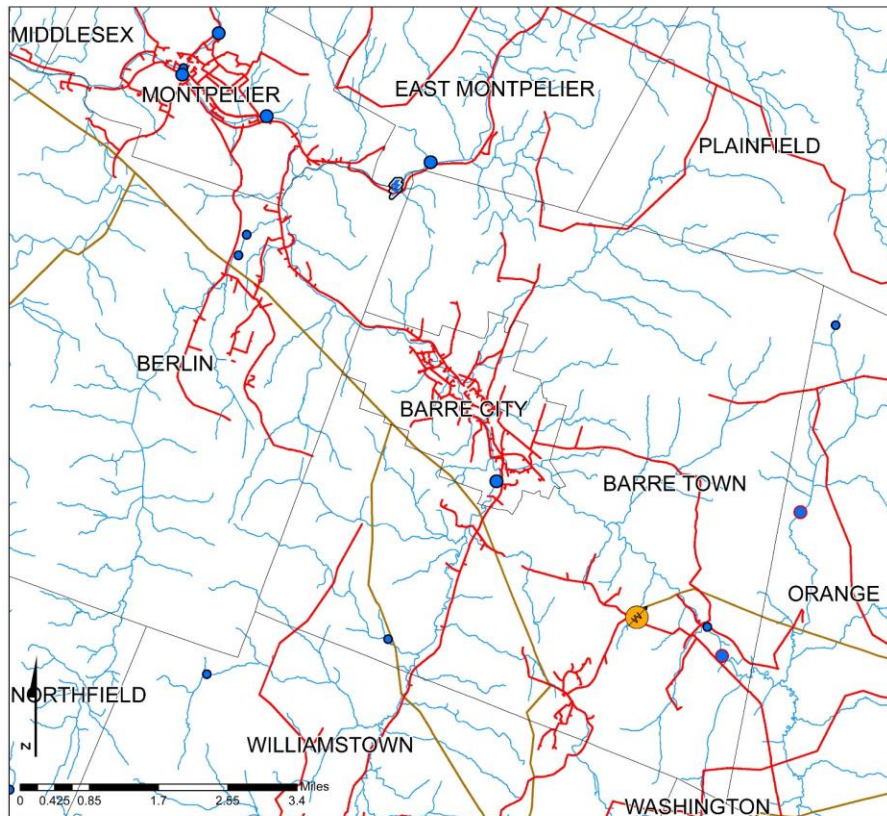 MIDDLESEX
EAST MONTPELIER
MONTPELIER
PLAINFIELD
BERLIN
BARRE CITY
BARRE TOWN
ORANGE
W
NORTHFIELD
N
WILLIAMSTOWN
WASHINGTON
Miles
0 0.425 0.85 1.7 2.55 3.4